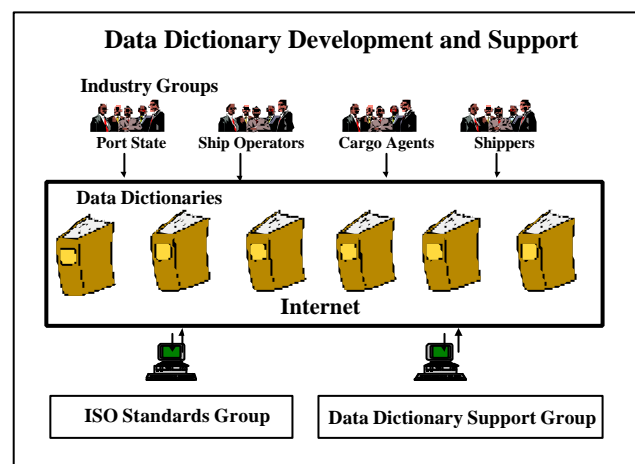 Data Dictionary Development and Support
Industry Groups
Port State Ship Operators Cargo Agents Shippers
Data Dictionaries
Internet
ISO Standards Group Data Dictionary Support Group